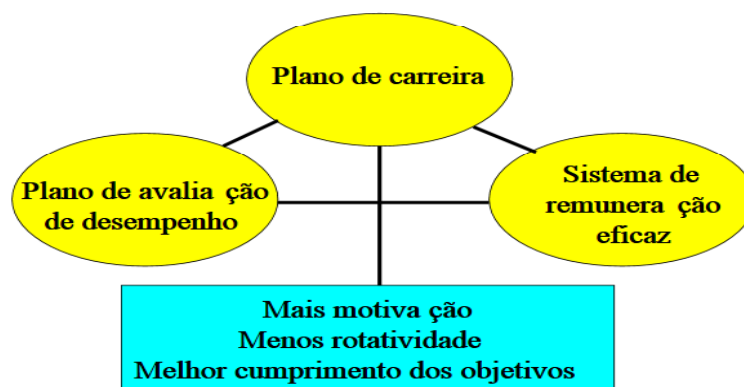 Plano de carreira
Plano de avalia ção
de desempenho
Sistema de
remunera ção
eficaz
Mais motiva ção
Menos rotatividade
Melhor cumprimento dos objetivos